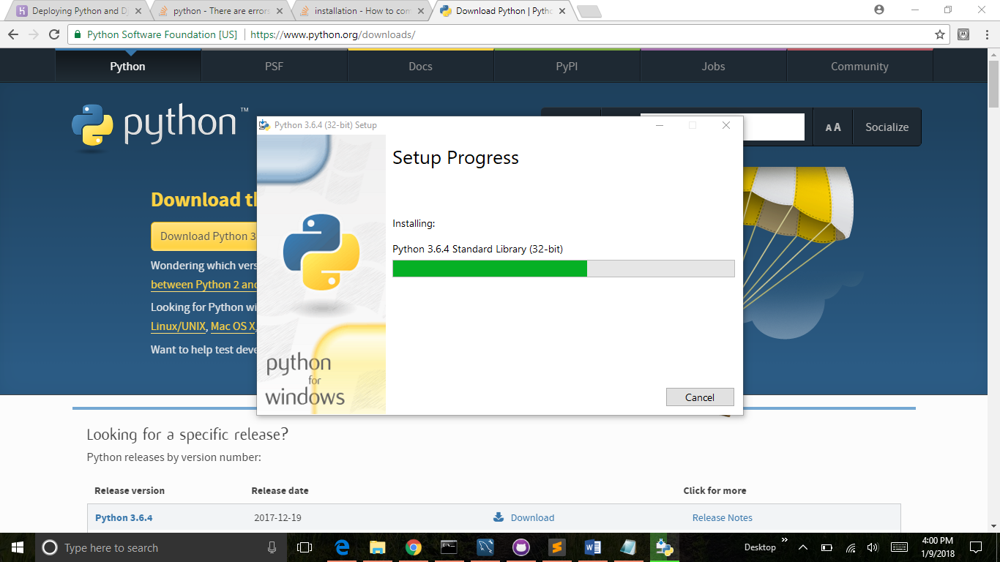 Deploying Python and Dj
python - There are errors
installation - How to con
Download Python | Pytho
Python Software Foundation [US] https://www.python.org/downloads/
Python PSF Docs PyPI Jobs Community
python™
AA Socialize
Python 3.6.4 (32-bit) Setup
Setup Progress
Installing:
Python 3.6.4 Standard Library (32-bit)
python
for
windows
Cancel
Download th
Download Python 3
Wondering which vers
between Python 2 and
Looking for Python wi
Linux/UNIX, Mac OS X,
Want to help test deve
Looking for a specific release?
Python releases by version number:
Release version Release date Click for more
Python 3.6.4 2017-12-19 Download Release Notes
Type here to search
Desktop
4:00 PM
1/9/2018